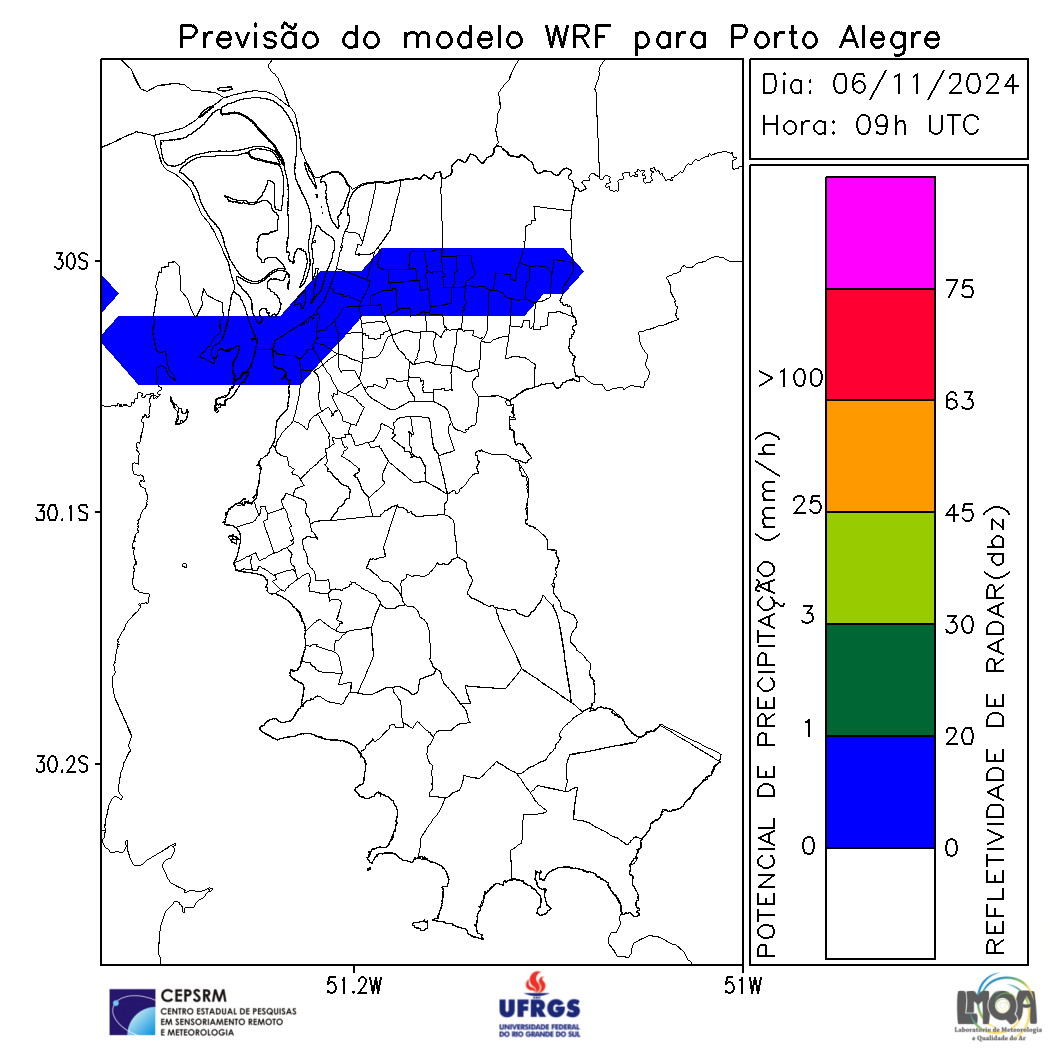 Previsão do modelo WRF para Porto Alegre
Dia: 06/11/2024
Hora: 09h UTC
30S
30.1S
30.2S
51.2W
51W
POTENCIAL DE PRECIPITAÇÃO (mm/h)
>100
25
3
1
0
75
63
45
30
20
0
REFLETIVIDADE DE RADAR(dbz)
CEPSRM
CENTRO ESTADUAL DE PESQUISAS
EM SENSORIAMENTO REMOTO
E METEOROLOGIA
UFRGS
UNIVERSIDADE FEDERAL
DO RIO GRANDE DO SUL
LMQA
Laboratório de Meteorologia
e Qualidade do Ar